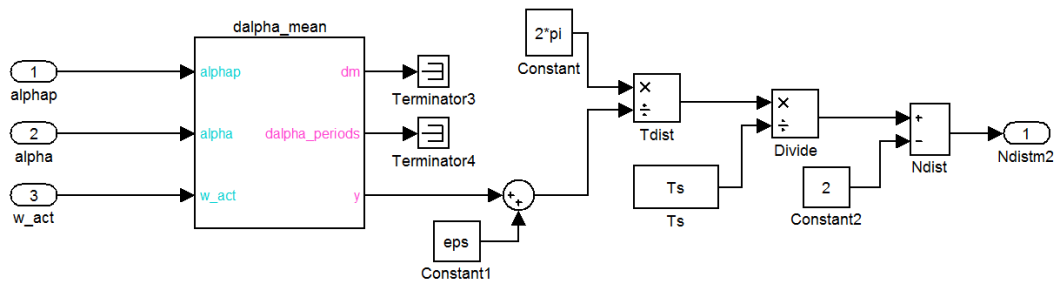 dalpha_mean
1
alphap
2
alpha
3
w_act
alphap
alpha
w_act
dm
dalpha_periods
y
Terminator3
Terminator4
eps
Constant1
2*pi
Constant
×
÷
Tdist
Ts
Ts
×
÷
Divide
2
Constant2
+
−
Ndist
1
Ndistm2
+
+